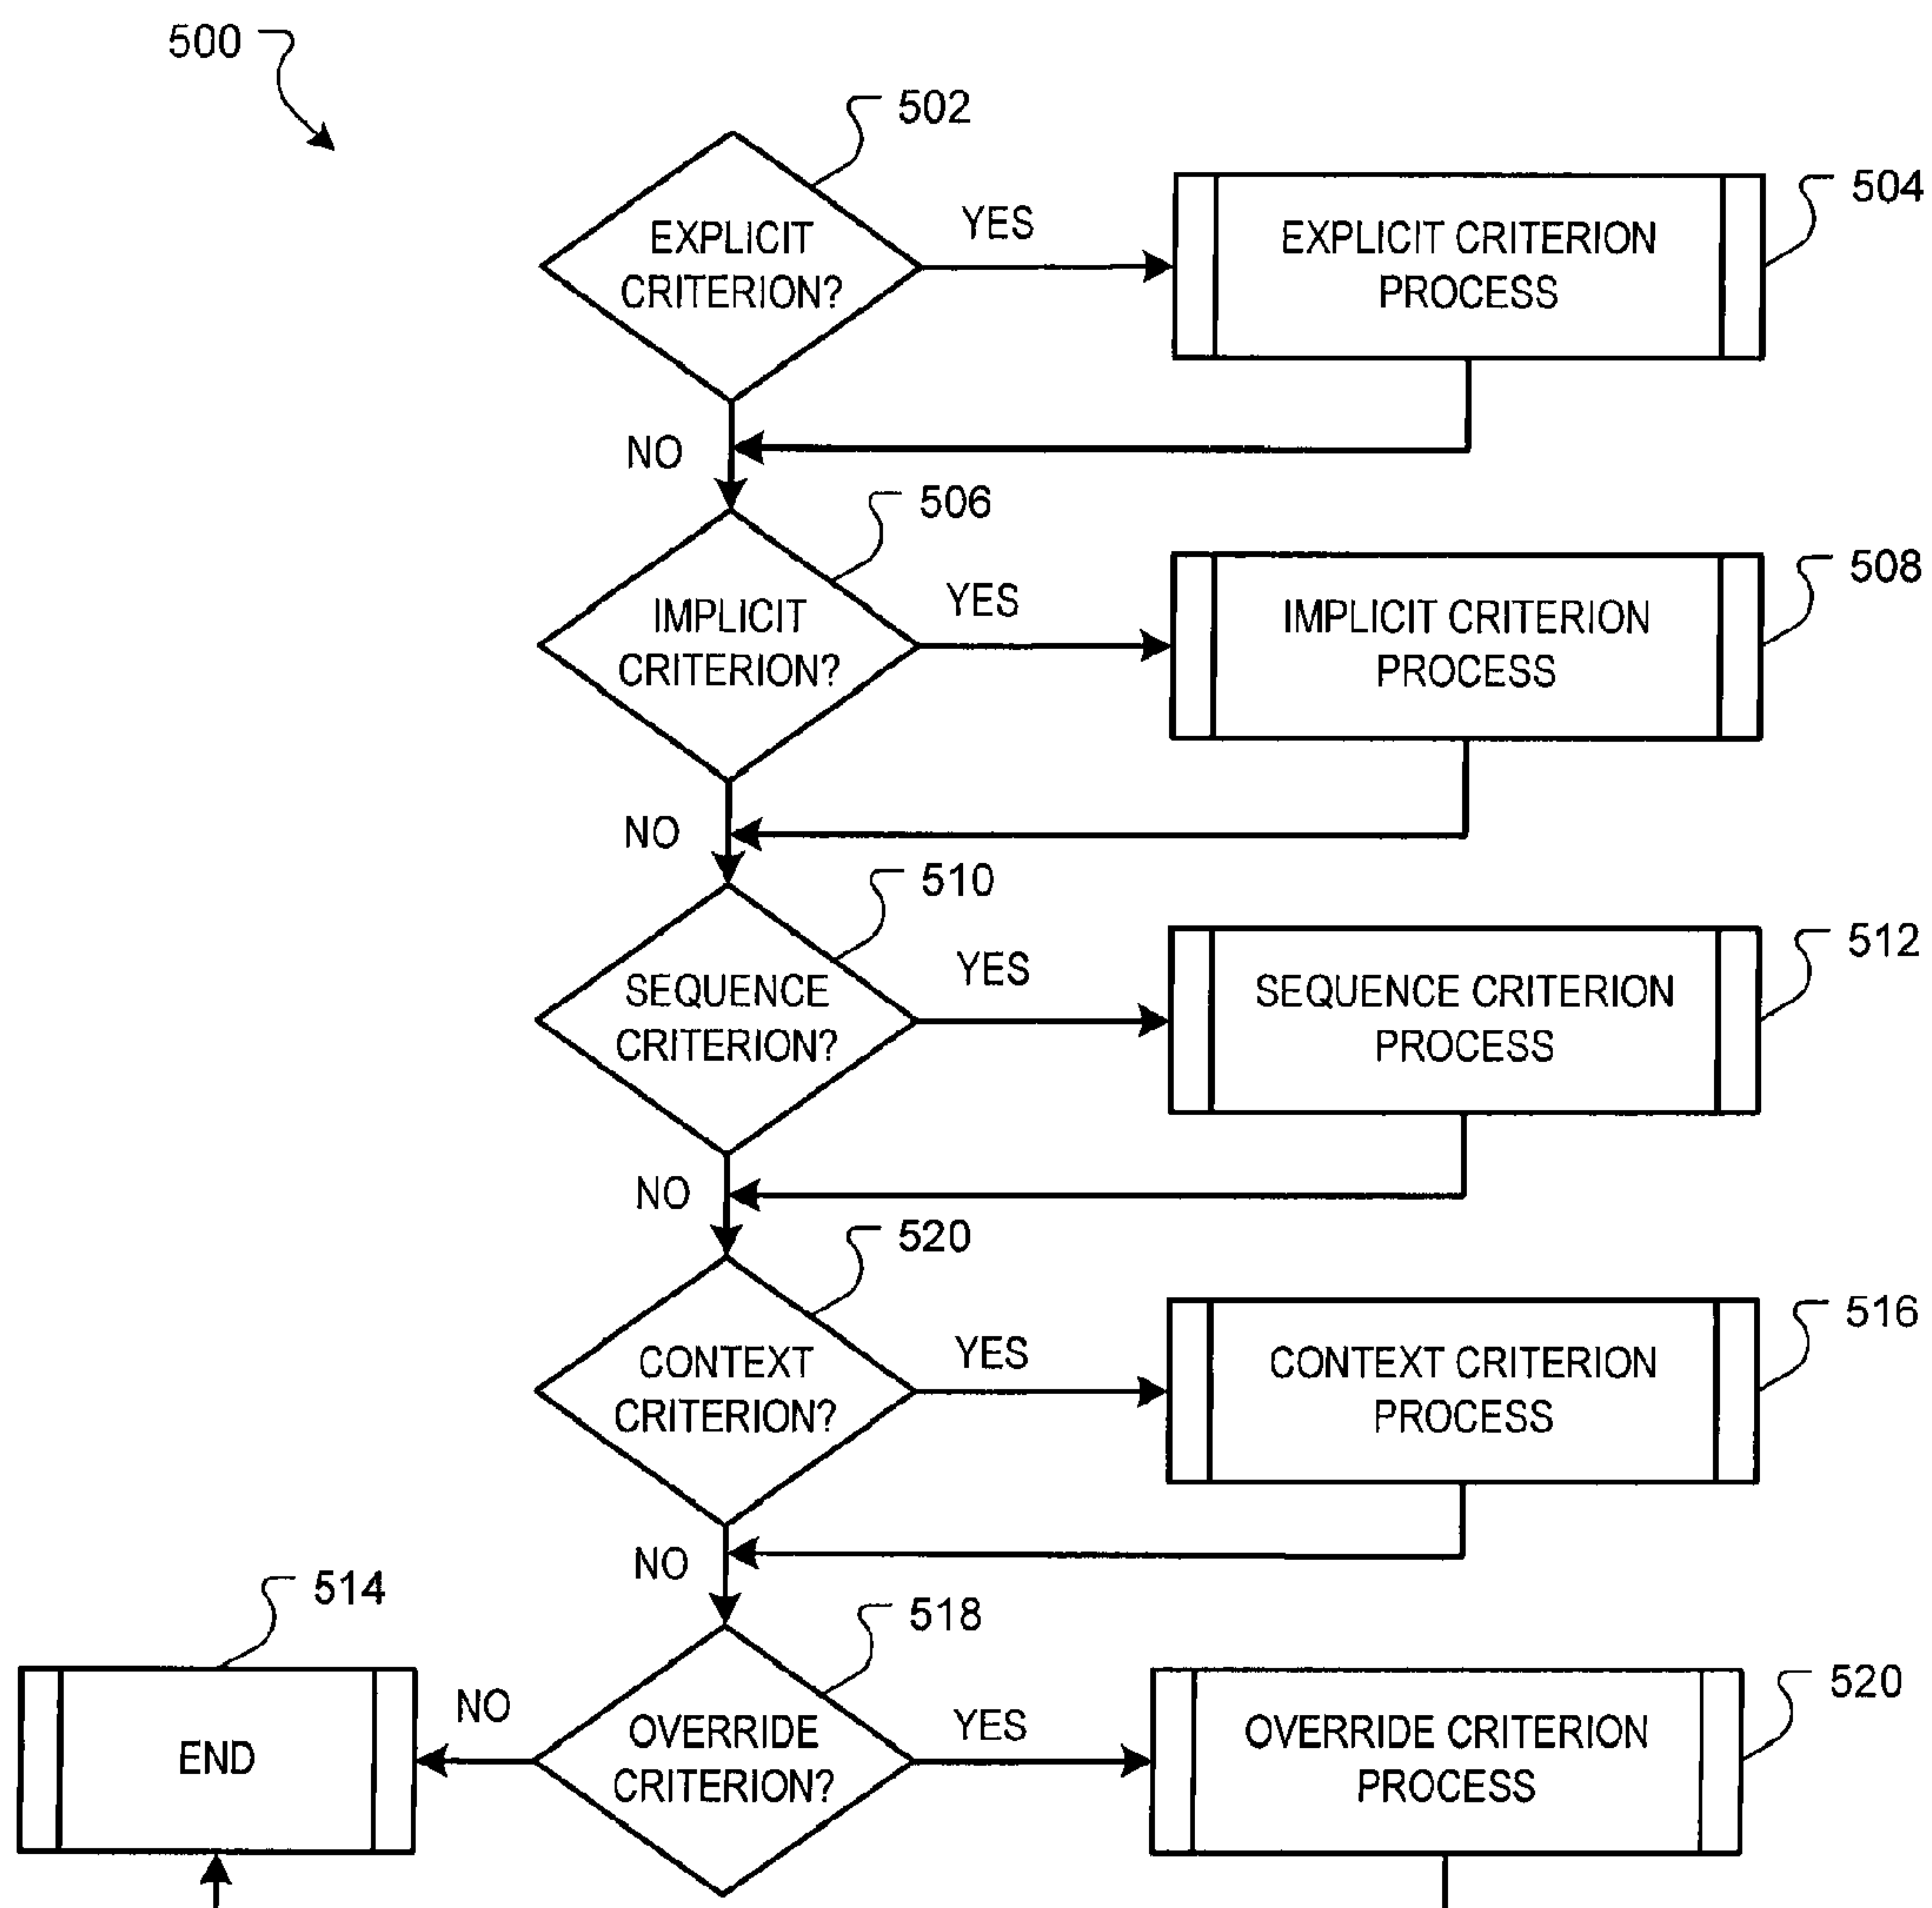 500
502
EXPLICIT
CRITERION?
YES
EXPLICIT CRITERION
PROCESS
504
NO
506
IMPLICIT
CRITERION?
YES
IMPLICIT CRITERION
PROCESS
508
NO
510
SEQUENCE
CRITERION?
YES
SEQUENCE CRITERION
PROCESS
512
NO
520
CONTEXT
CRITERION?
YES
CONTEXT CRITERION
PROCESS
516
NO
514
END
NO
518
OVERRIDE
CRITERION?
YES
OVERRIDE CRITERION
PROCESS
520